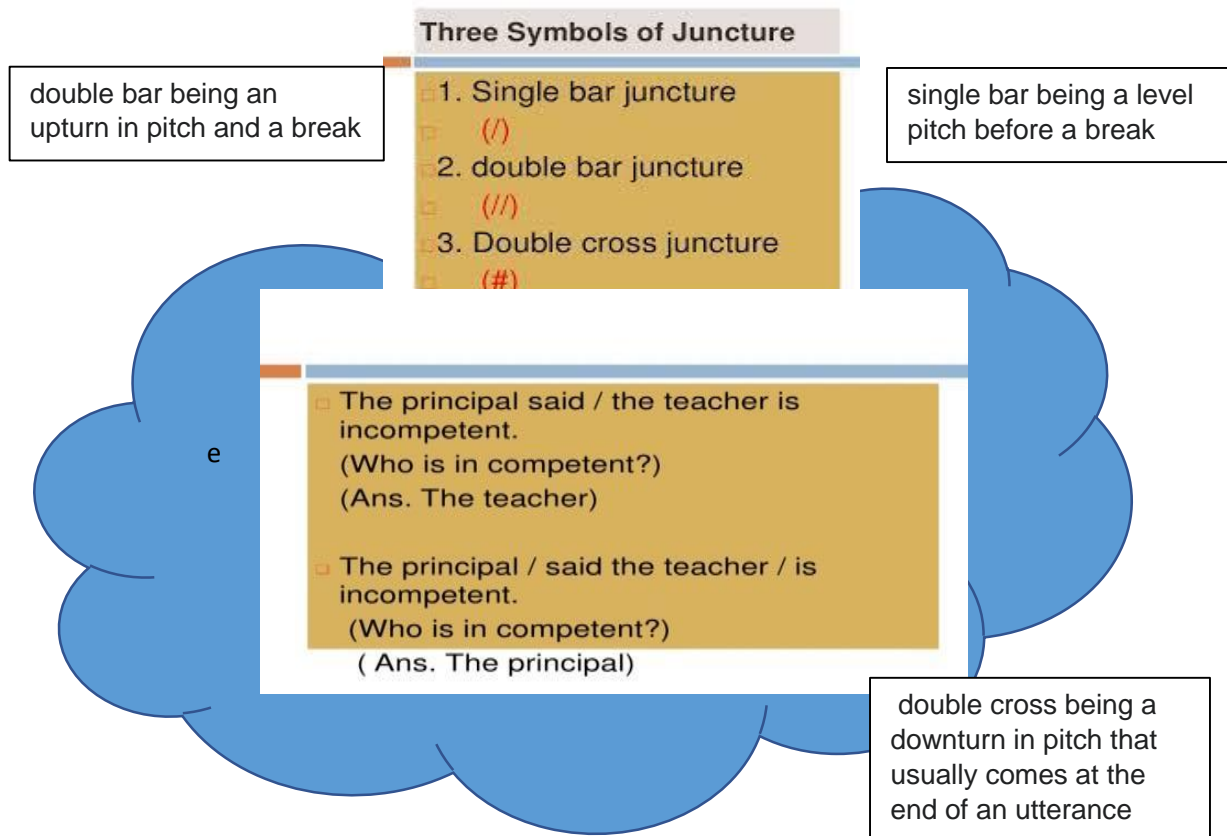 Three Symbols of Juncture
double bar being an
upturn in pitch and a break
1. Single bar juncture
(/)
2. double bar juncture
(//)
3. Double cross juncture
(#)
single bar being a level
pitch before a break
e
The principal said / the teacher is
incompetent.
(Who is in competent?)
(Ans. The teacher)
The principal / said the teacher / is
incompetent.
(Who is in competent?)
( Ans. The principal)
double cross being a
downturn in pitch that
usually comes at the
end of an utterance